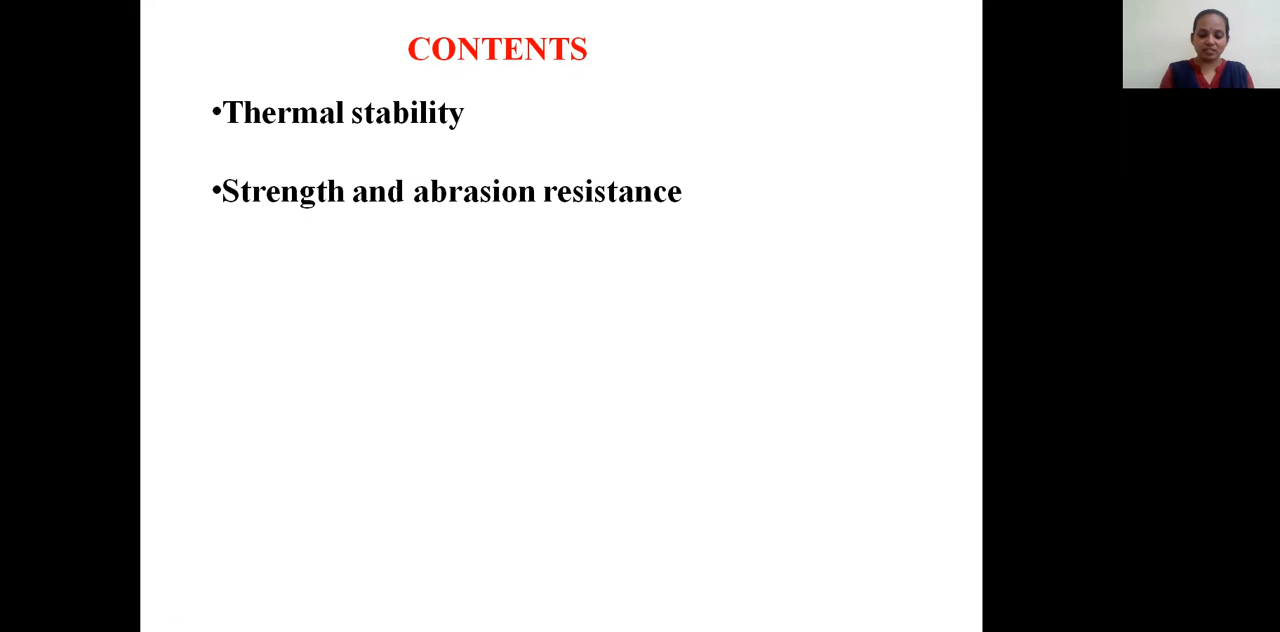 CONTENTS
•Thermal stability
•Strength and abrasion resistance